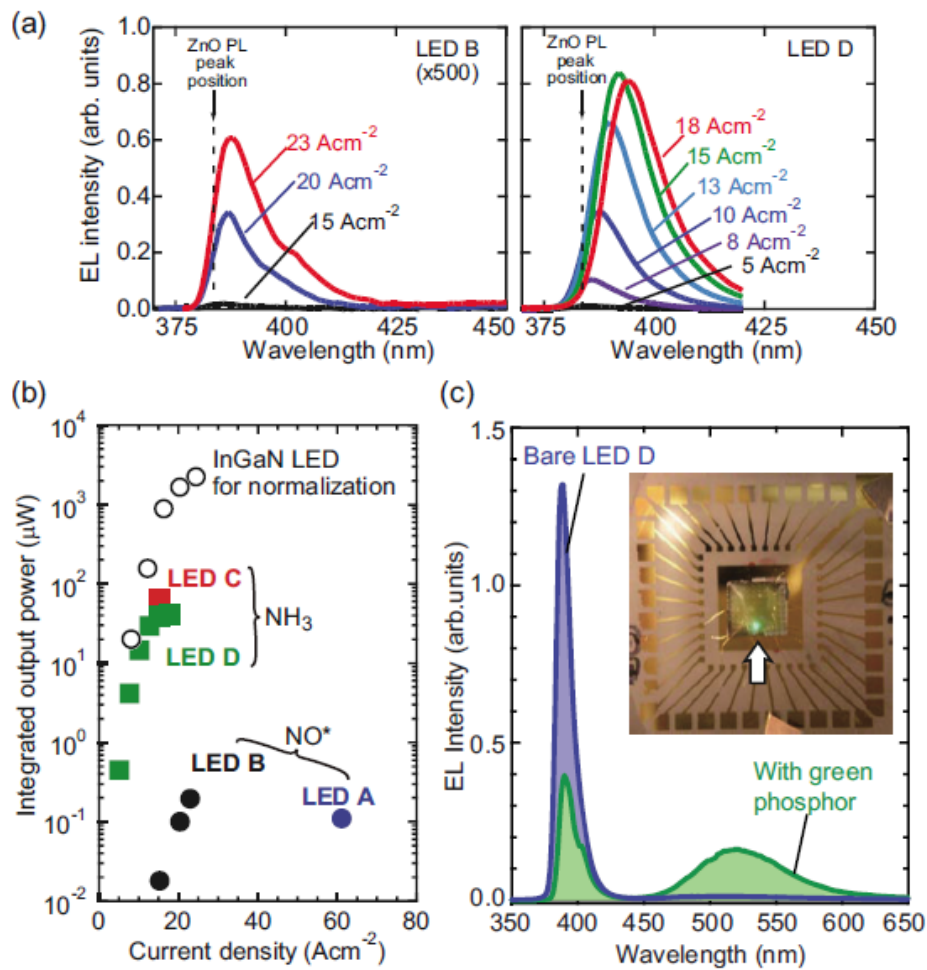 (a)
1.0
0.8
0.6
0.4
0.2
0.0
EL intensity (arb. units)
ZnO PL
peak
position
LED B
(x500)
23 Acm⁻²
20 Acm⁻²
15 Acm⁻²
375
400
425
450
Wavelength (nm)
ZnO PL
peak
position
LED D
18 Acm⁻²
15 Acm⁻²
13 Acm⁻²
10 Acm⁻²
8 Acm⁻²
5 Acm⁻²
375
400
425
450
Wavelength (nm)
(b)
10⁴
10³
10²
10¹
10⁰
10⁻¹
10⁻²
Integrated output power (μW)
InGaN LED
for normalization
LED C
NH₃
LED D
NO*
LED B
LED A
0
20
40
60
80
Current density (Acm⁻²)
(c)
1.5
1.0
0.5
0.0
EL Intensity (arb.units)
Bare LED D
With green
phosphor
350
400
450
500
550
600
650
Wavelength (nm)